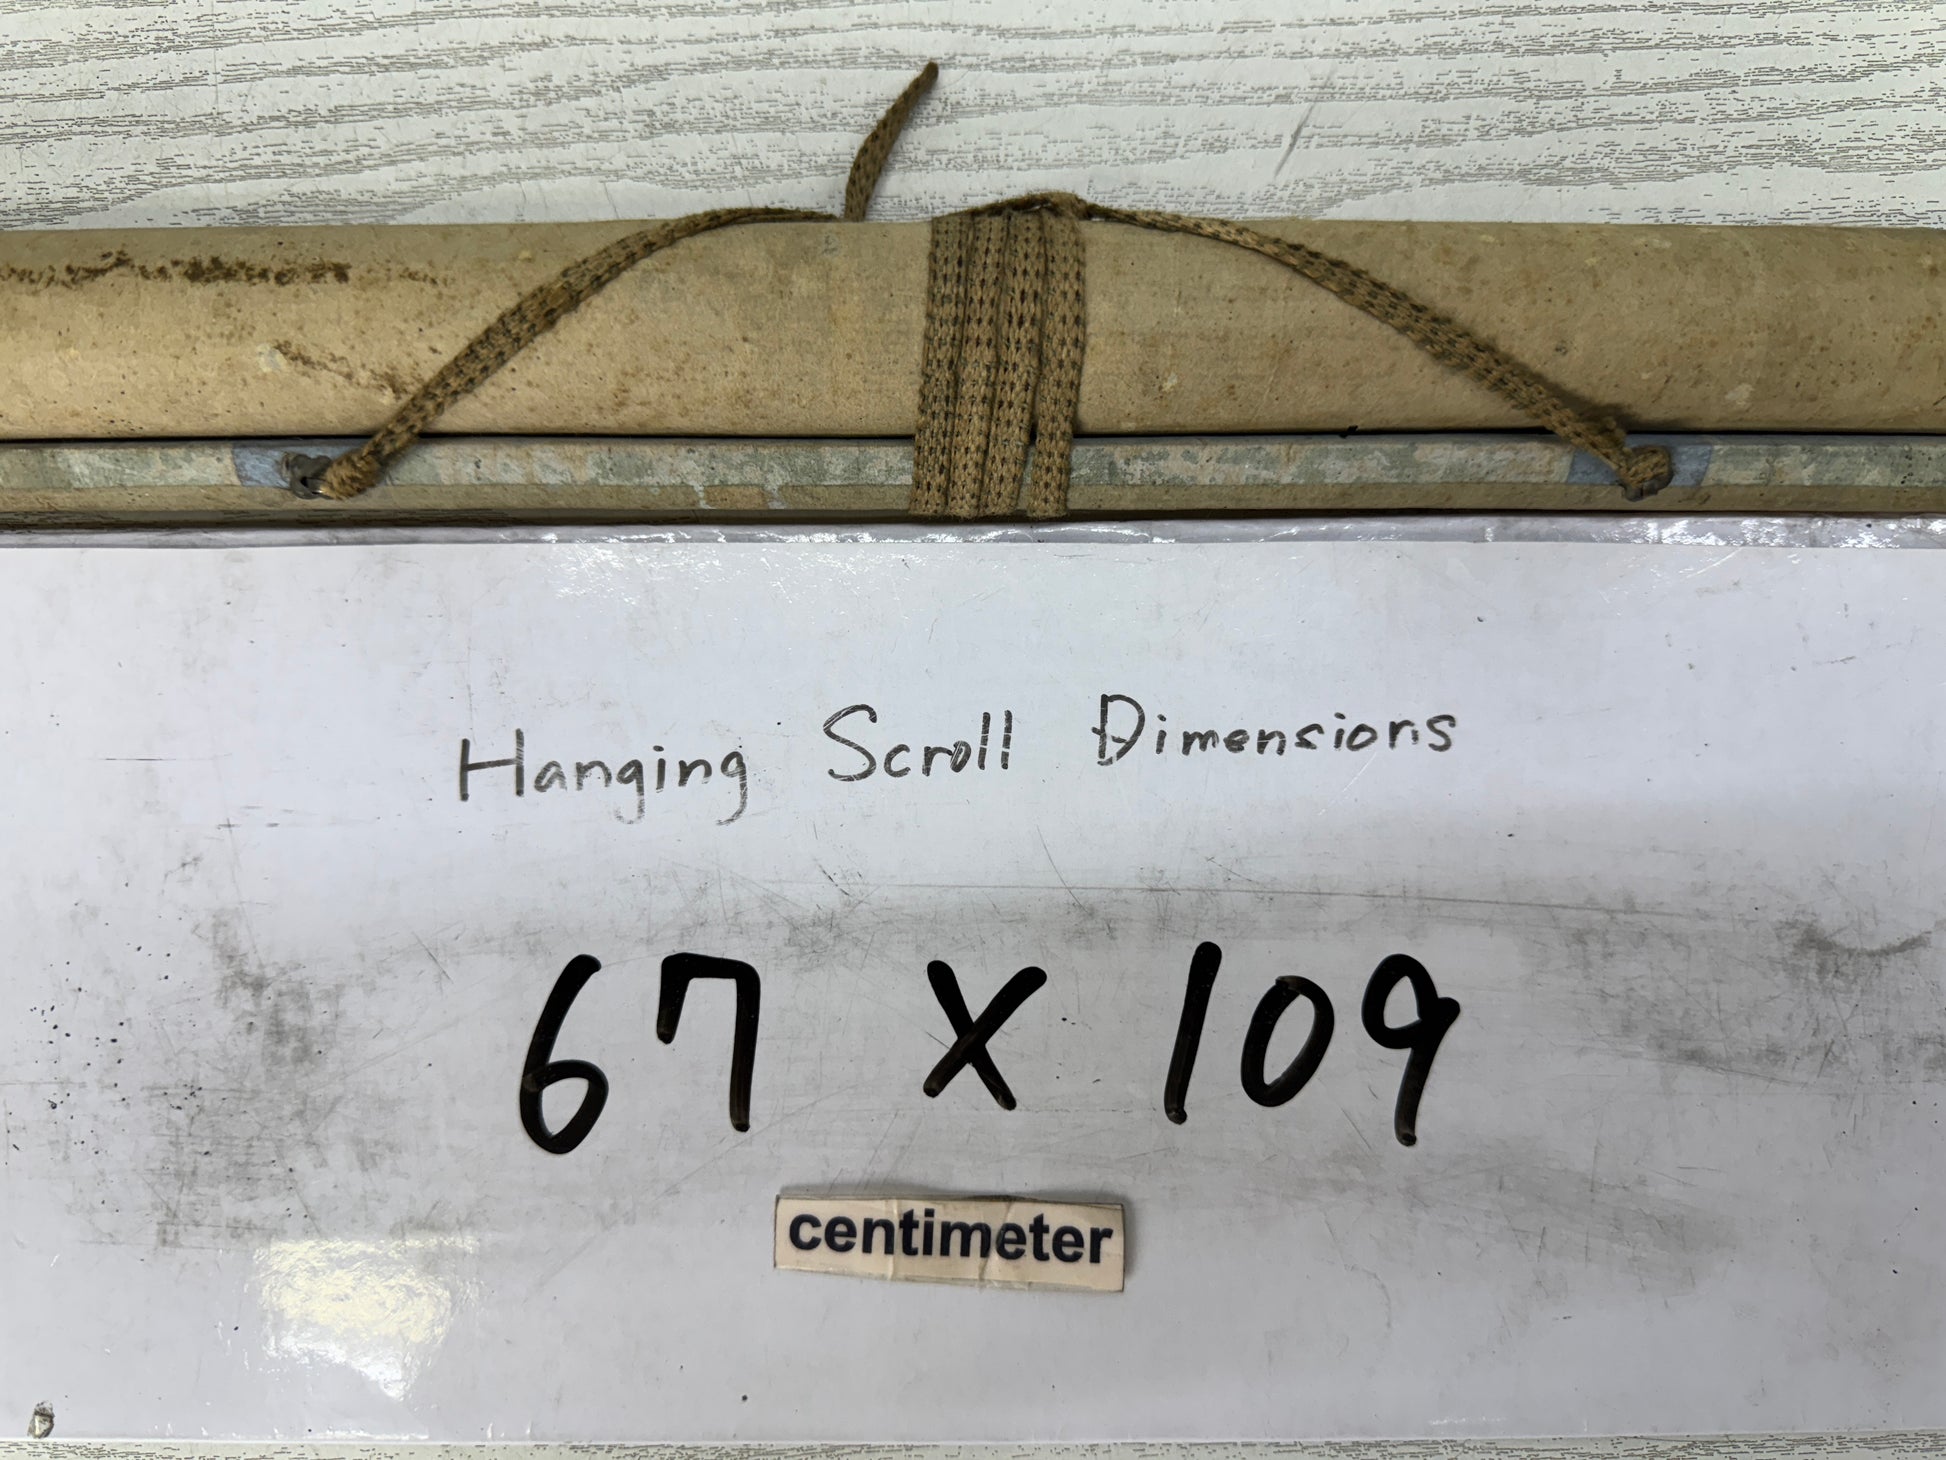 Hanging Scroll Dimensions
67 X 109
centimeter